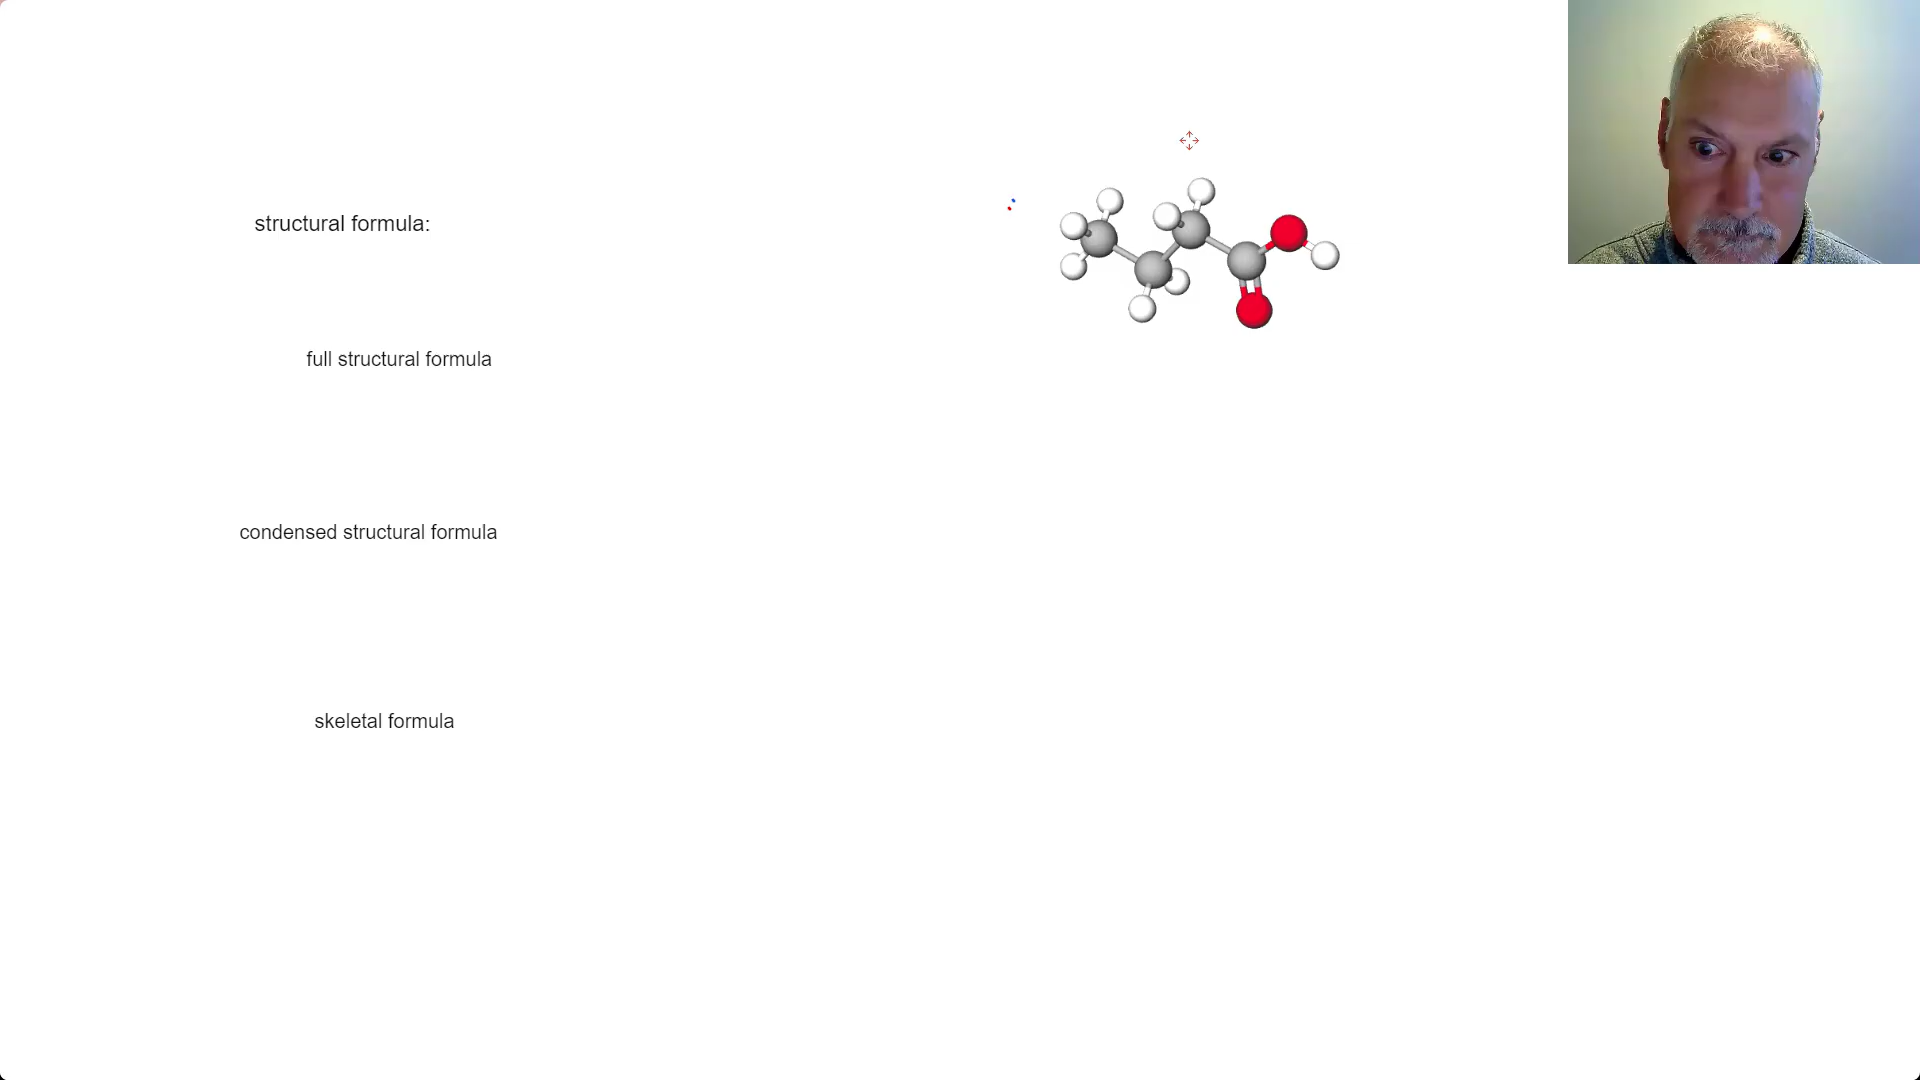 structural formula:
full structural formula
condensed structural formula
skeletal formula